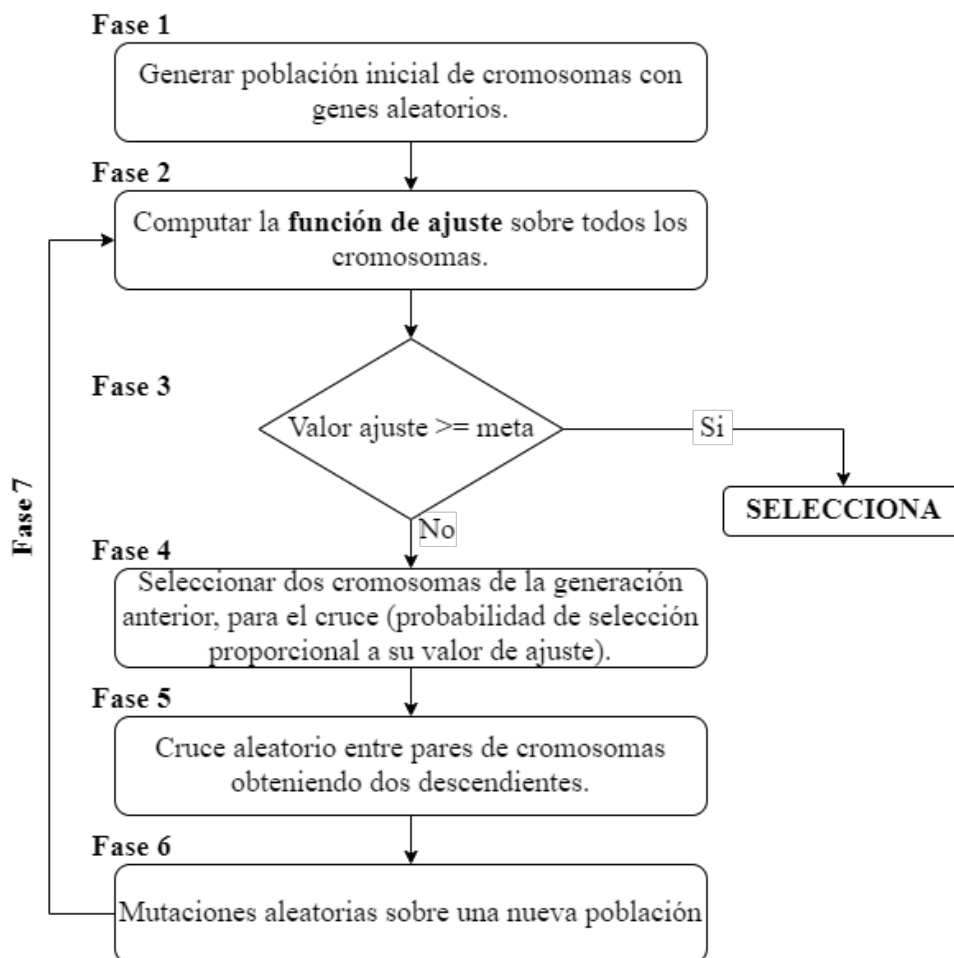 Fase 1
Generar población inicial de cromosomas con
genes aleatorios.
Fase 2
Computar la función de ajuste sobre todos los
cromosomas.
Fase 3
Valor ajuste >= meta
Si
SELECCIONA
No
Fase 4
Seleccionar dos cromosomas de la generación
anterior, para el cruce (probabilidad de selección
proporcional a su valor de ajuste).
Fase 5
Cruce aleatorio entre pares de cromosomas
obteniendo dos descendientes.
Fase 6
Mutaciones aleatorias sobre una nueva población
Fase 7